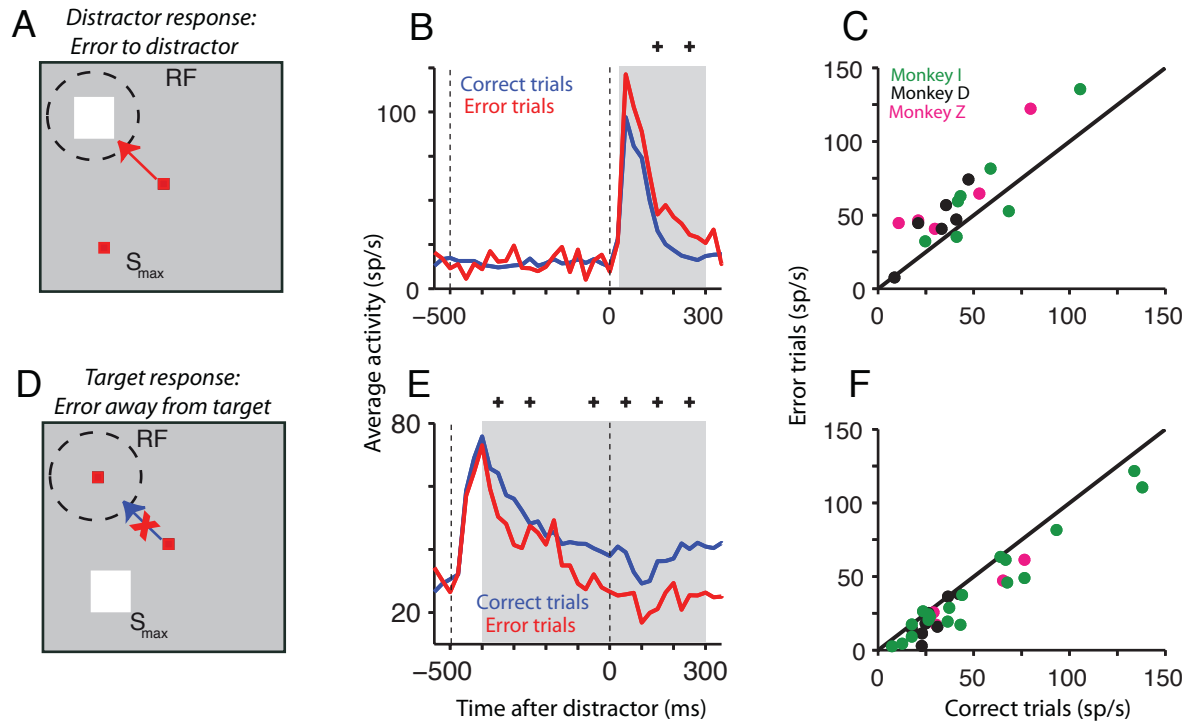 A
Distractor response:
Error to distractor
RF
S max
B
Correct trials
Error trials
100
0
−500
0
300
C
Monkey I
Monkey D
Monkey Z
150
100
50
0
0
50
100
150
D
Target response:
Error away from target
RF
S max
E
80
20
Correct trials
Error trials
−500
0
300
Average activity (sp/s)
Time after distractor (ms)
F
150
100
50
0
0
50
100
150
Error trials (sp/s)
Correct trials (sp/s)